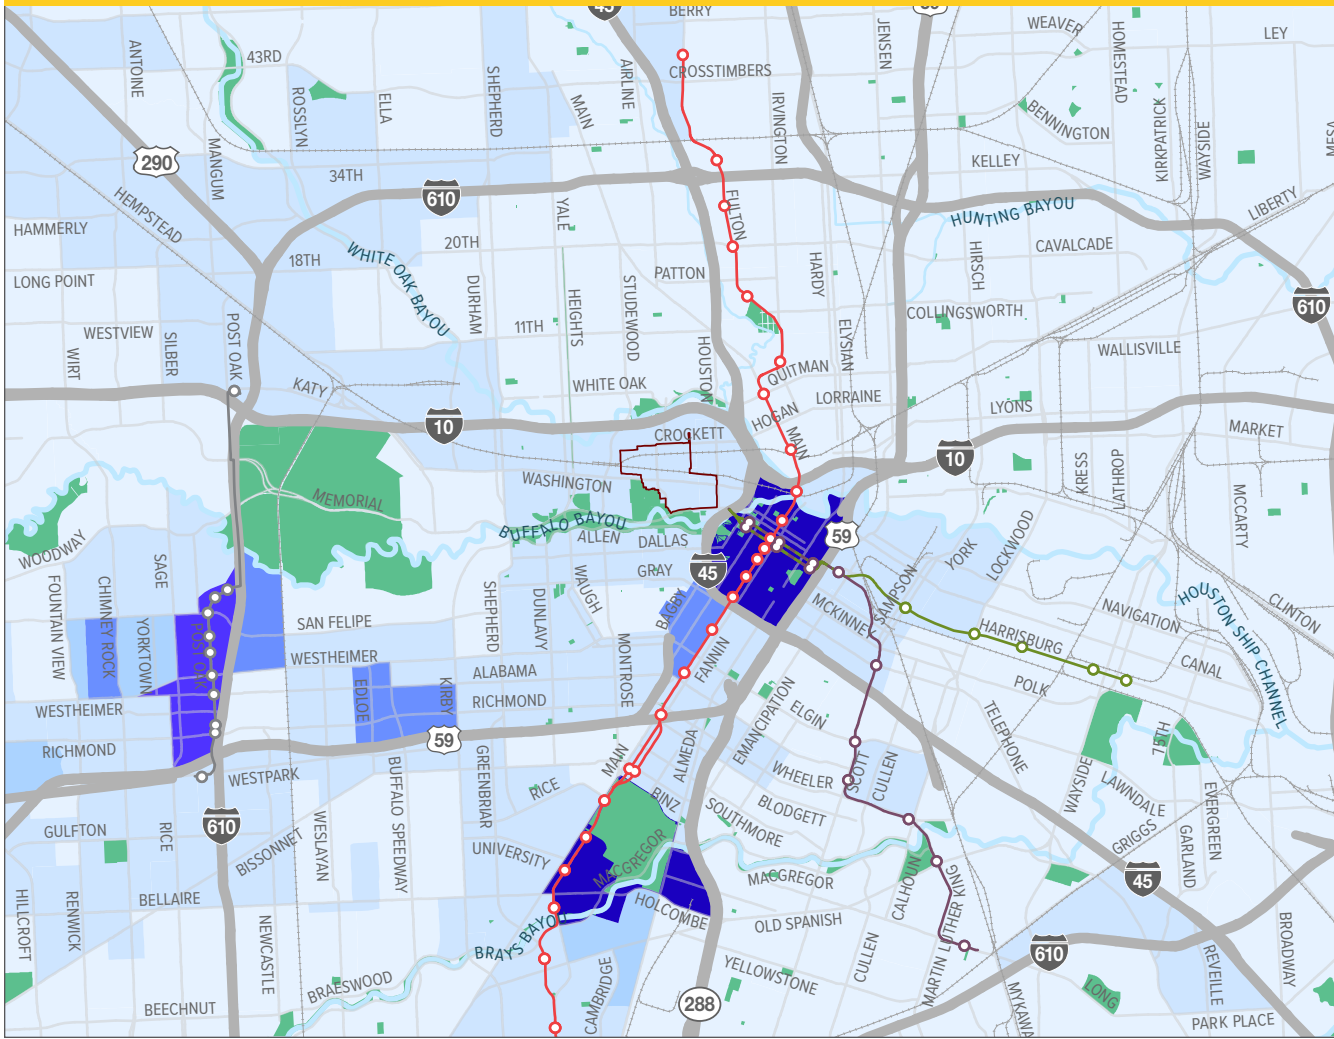 45
59
BERRY
WEAVER
LEY
JENSEN
HOMESTEAD
ANTOINE
43RD
CROSSTIMBERS
AIRLINE
SHEPHERD
MAIN
ELLA
ROSSLYN
IRVINGTON
BENNINGTON
KIRKPATRICK
WAYSIDE
MESA
290
MANGUM
34TH
KELLEY
610
HEMPSTEAD
YALE
FULTON
HUNTING BAYOU
LIBERTY
HAMMERLY
20TH
CAVALCADE
18TH
WHITE OAK BAYOU
PATTON
HARDY
HIRSCH
LONG POINT
DURHAM
HEIGHTS
STUDEWOOD
610
COLLINGSWORTH
11TH
WESTVIEW
SILBER
POST OAK
WIRT
HOUSTON
ELYSIAN
WALLISVILLE
KATY
WHITE OAK
QUITMAN
LORRAINE
LYONS
10
HOGAN
MAIN
CROCKETT
MARKET
10
KRESS
LATHROP
WASHINGTON
MEMORIAL
MCCARTY
BUFFALO BAYOU
ALLEN
DALLAS
59
WOODWAY
YORK
LOCKWOOD
SAGE
GRAY
45
FOUNTAIN VIEW
CHIMNEY ROCK
YORKTOWN
POST OAK
SHEPHERD
DUNLAVY
WAUGH
BAGBY
MCKINNEY
SAMPSON
NAVIGATION
HOUSTON SHIP CHANNEL
CLINTON
SAN FELIPE
HARRISBURG
WESTHEIMER
MONTROSE
FANNIN
CANAL
ALABAMA
POLK
EDLOE
KIRBY
RICHMOND
WESTHEIMER
EMANCIPATION
ELGIN
TELEPHONE
75TH
RICHMOND
59
MAIN
ALMEDA
WHEELER
SCOTT
CULLEN
WAYSIDE
WESTPARK
BUFFALO SPEEDWAY
GREENBRIAR
RICE
BINZ
LAWNDALE
EVERGREEN
610
GULFTON
RICE
BISSONNET
WESLAYAN
SOUTHMORE
BLODGETT
GRIGGS
GARLAND
UNIVERSITY
MACGREGOR
MACGREGOR
45
HILLCROFT
RENWICK
BELLAIRE
HOLCOMBE
OLD SPANISH
CALHOUN
MARTIN LUTHER KING
BROADWAY
NEWCASTLE
BRAYS BAYOU
CULLEN
610
REVEILLE
BRAESWOOD
CAMBRIDGE
YELLOWSTONE
MYKAWA
LONG
BEECHNUT
288
PARK PLACE